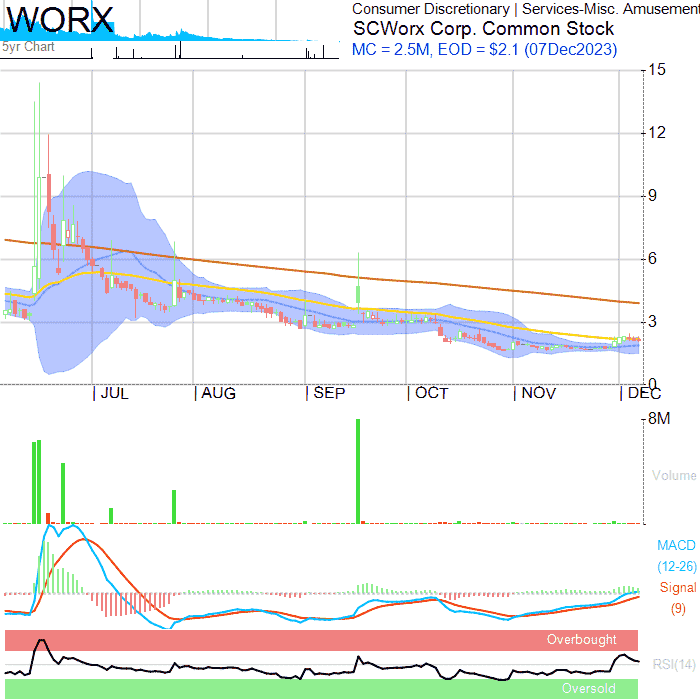 WORX
5yr Chart
Consumer Discretionary | Services-Misc. Amusement
SCWorx Corp. Common Stock
MC = 2.5M, EOD = $2.1 (07Dec2023)
15
12
9
6
3
0
JUL
AUG
SEP
OCT
NOV
DEC
8M
Volume
MACD
(12-26)
Signal
(9)
Overbought
RSI(14)
Oversold